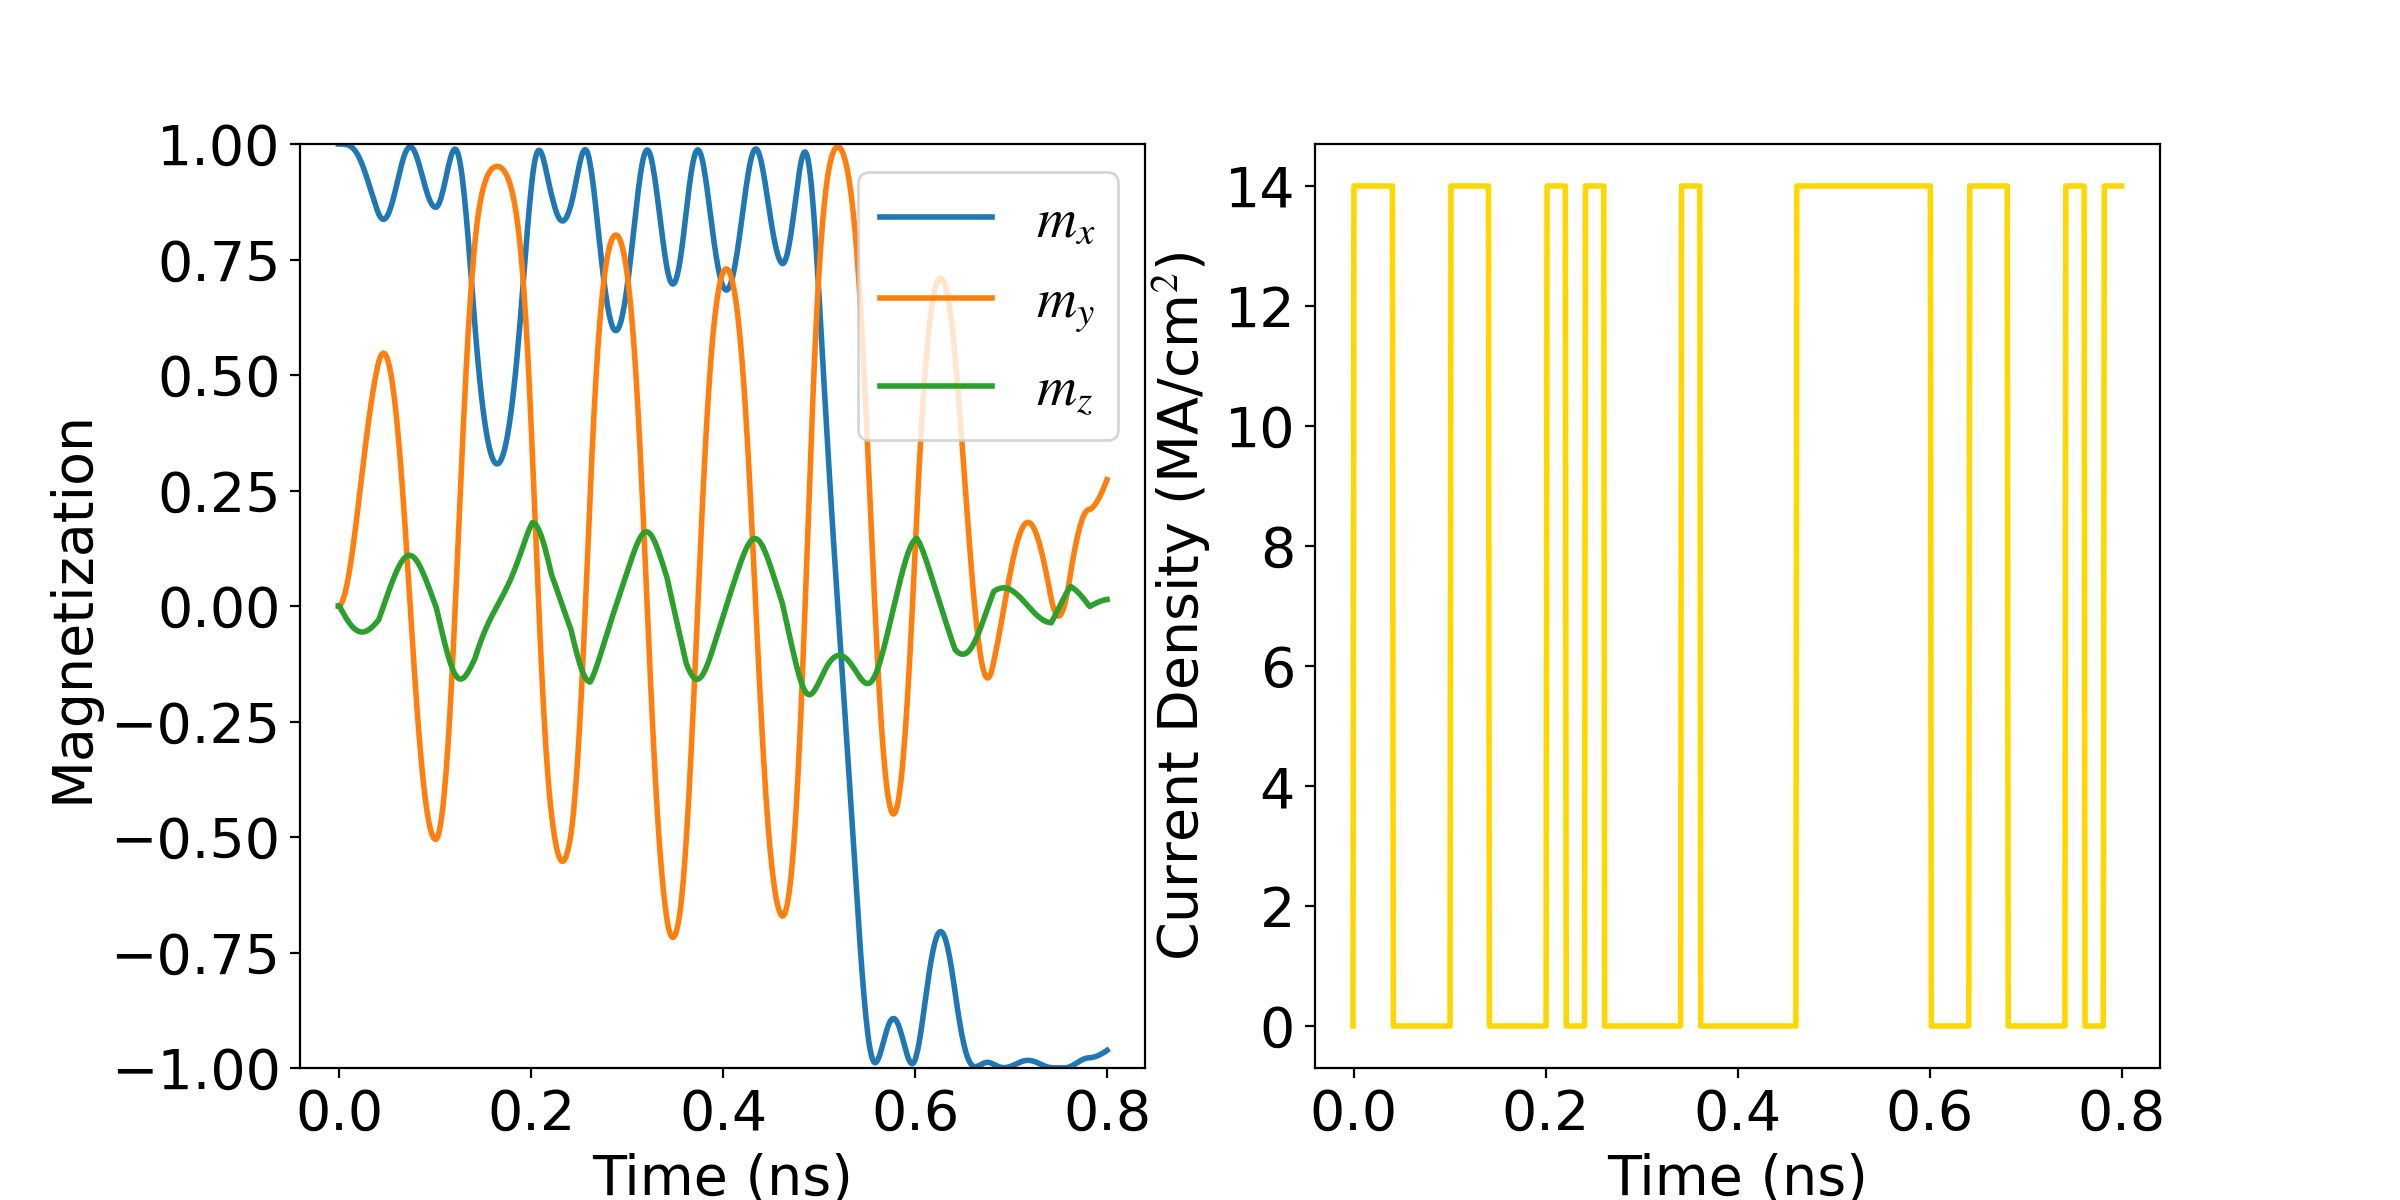 Magnetization
1.00
0.75
0.50
0.25
0.00
−0.25
−0.50
−0.75
−1.00
0.0 0.2 0.4 0.6 0.8
Time (ns)
mₓ
m_y
m_z
Current Density (MA/cm²)
14
12
10
8
6
4
2
0
0.0 0.2 0.4 0.6 0.8
Time (ns)